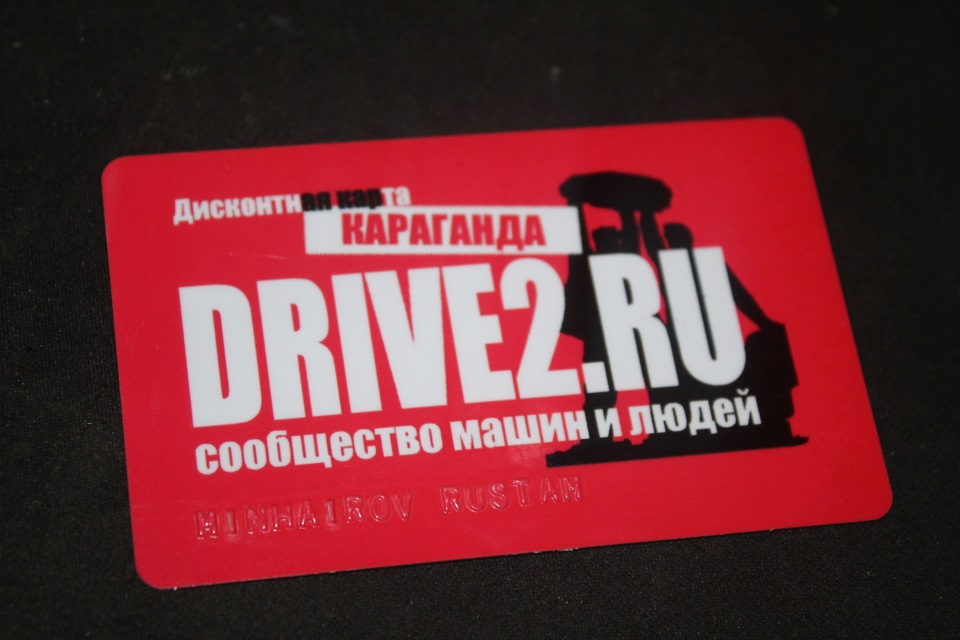 Дисконтная карта
КАРАГАНДА
DRIVE2.RU
сообщество машин и людей
MINHAIROV RUSTAM